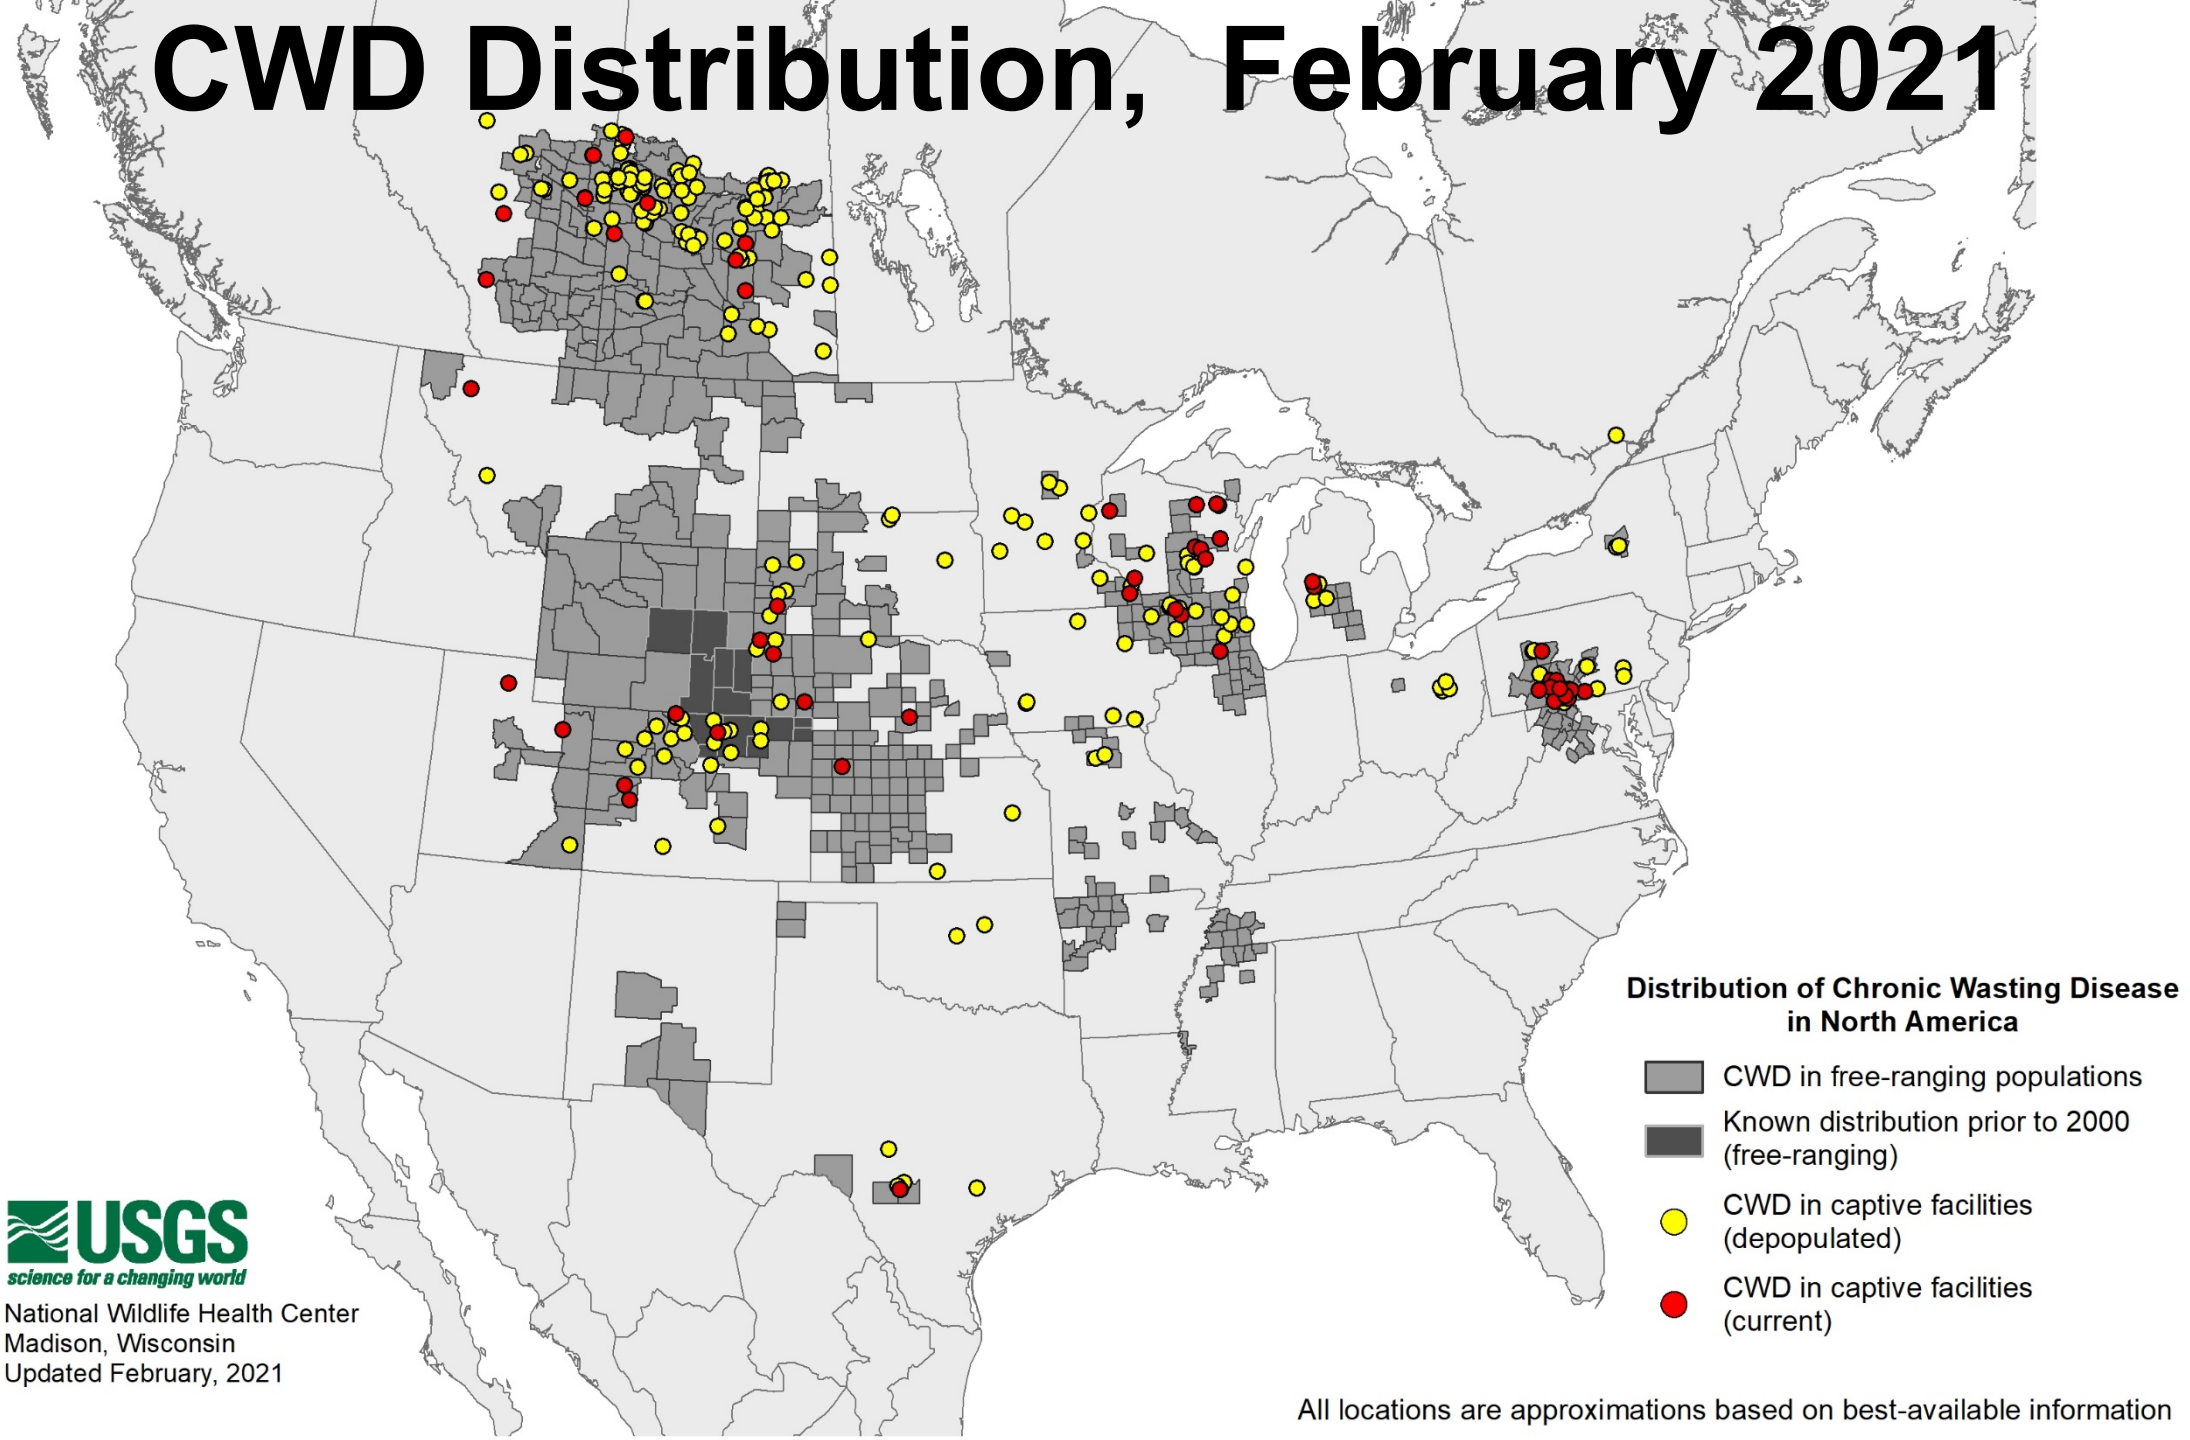 CWD Distribution, February 2021
Distribution of Chronic Wasting Disease
in North America
CWD in free-ranging populations
Known distribution prior to 2000
(free-ranging)
CWD in captive facilities
(depopulated)
CWD in captive facilities
(current)
USGS
science for a changing world
National Wildlife Health Center
Madison, Wisconsin
Updated February, 2021
All locations are approximations based on best-available information